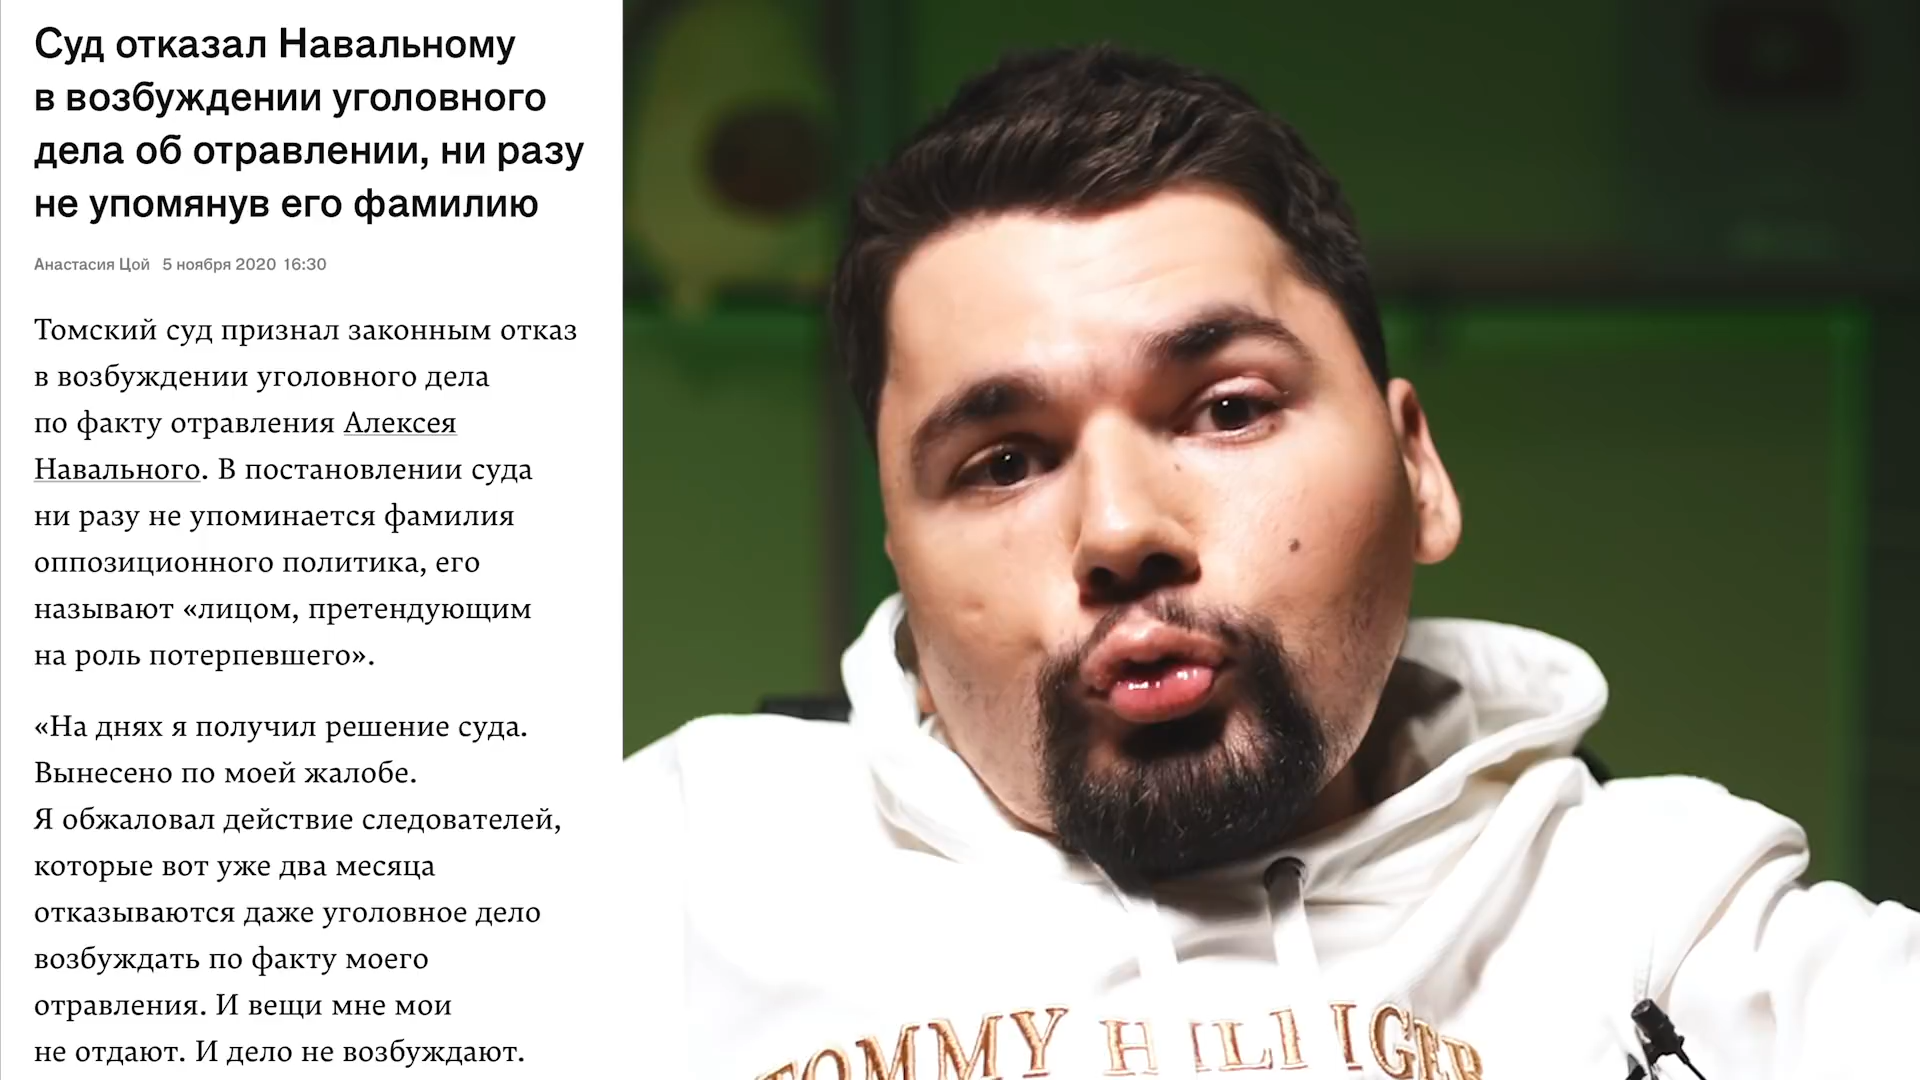 Суд отказал Навальному
в возбуждении уголовного
дела об отравлении, ни разу
не упомянув его фамилию
Анастасия Цой 5 ноября 2020 16:30
Томский суд признал законным отказ
в возбуждении уголовного дела
по факту отравления Алексея
Навального. В постановлении суда
ни разу не упоминается фамилия
оппозиционного политика, его
называют «лицом, претендующим
на роль потерпевшего».
«На днях я получил решение суда.
Вынесено по моей жалобе.
Я обжаловал действие следователей,
которые вот уже два месяца
отказываются даже уголовное дело
возбуждать по факту моего
отравления. И вещи мне мои
не отдают. И дело не возбуждают.
TOMMY HILFIGER